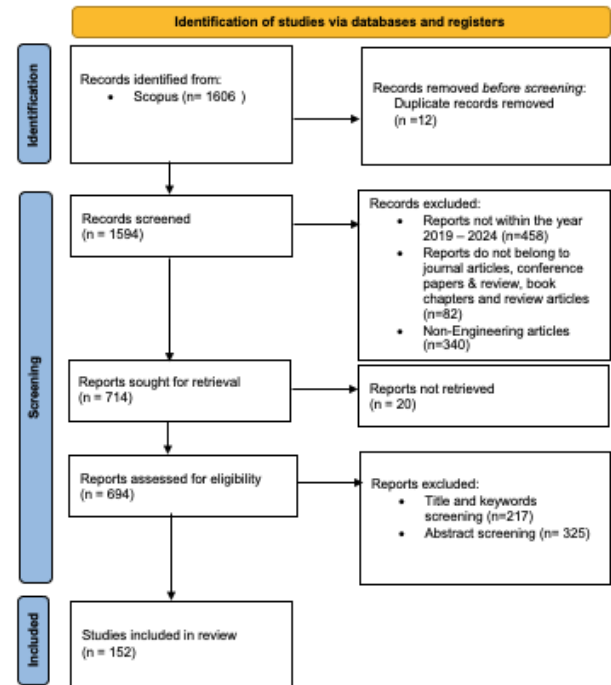 Identification of studies via databases and registers
Identification
Records identified from:
• Scopus (n= 1606 )
Records removed before screening:
Duplicate records removed
(n =12)
Screening
Records screened
(n = 1594)
Records excluded:
• Reports not within the year
2019 – 2024 (n=458)
• Reports do not belong to
journal articles, conference
papers & review, book
chapters and review articles
(n=82)
• Non-Engineering articles
(n=340)
Reports sought for retrieval
(n = 714)
Reports not retrieved
(n = 20)
Reports assessed for eligibility
(n = 694)
Reports excluded:
• Title and keywords
screening (n=217)
• Abstract screening (n= 325)
Included
Studies included in review
(n = 152)